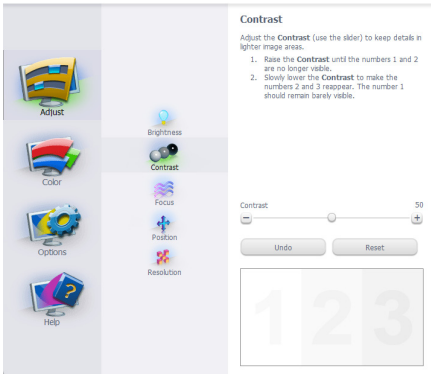 Contrast
Adjust the Contrast (use the slider) to keep details in
lighter image areas.
1. Raise the Contrast until the numbers 1 and 2
are no longer visible.
2. Slowly lower the Contrast to make the
numbers 2 and 3 reappear. The number 1
should remain barely visible.
Adjust
Color
Options
Help
Brightness
Contrast
Focus
Position
Resolution
Contrast 50
Undo Reset
1 2 3